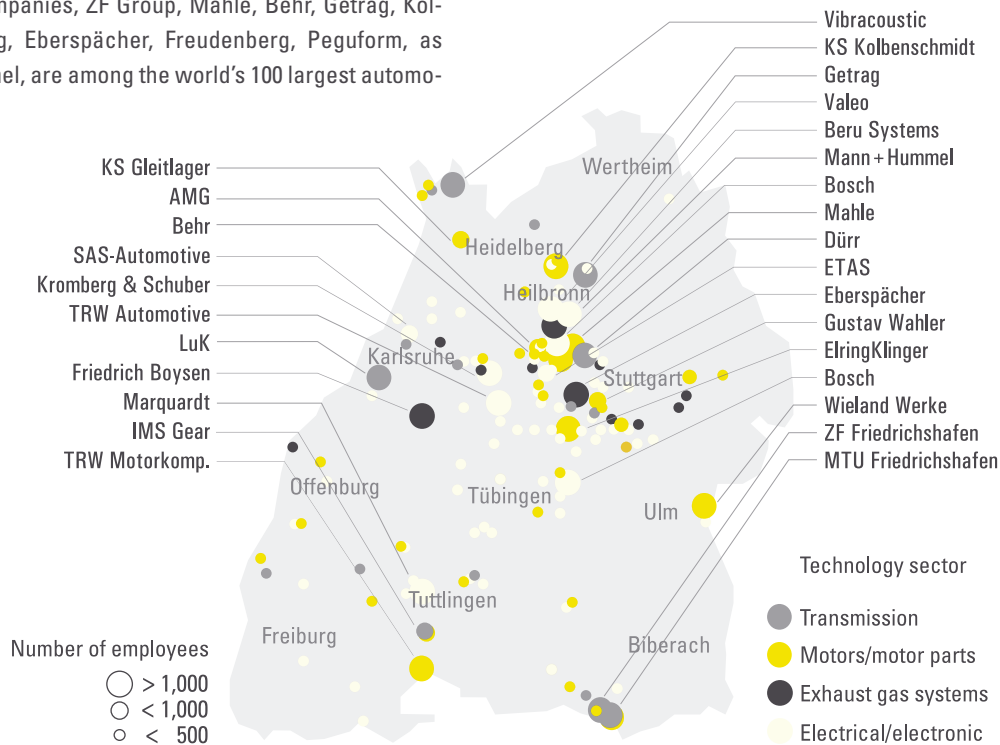 mpanies, ZF Group, Mahle, Behr, Getrag, Kol-
g, Eberspächer, Freudenberg, Peguform, as
nel, are among the world's 100 largest automo-
Vibracoustic
KS Kolbenschmidt
Getrag
Valeo
Beru Systems
Mann+Hummel
Bosch
Mahle
Dürr
ETAS
Eberspächer
Gustav Wahler
ElringKlinger
Bosch
Wieland Werke
ZF Friedrichshafen
MTU Friedrichshafen
KS Gleitlager
AMG
Behr
SAS-Automotive
Kromberg & Schuber
TRW Automotive
LuK
Friedrich Boysen
Marquardt
IMS Gear
TRW Motorkomp.
Wertheim
Heidelberg
Heilbronn
Karlsruhe
Stuttgart
Offenburg
Tübingen
Ulm
Tuttlingen
Freiburg
Biberach
Number of employees
> 1,000
< 1,000
< 500
Technology sector
Transmission
Motors/motor parts
Exhaust gas systems
Electrical/electronic